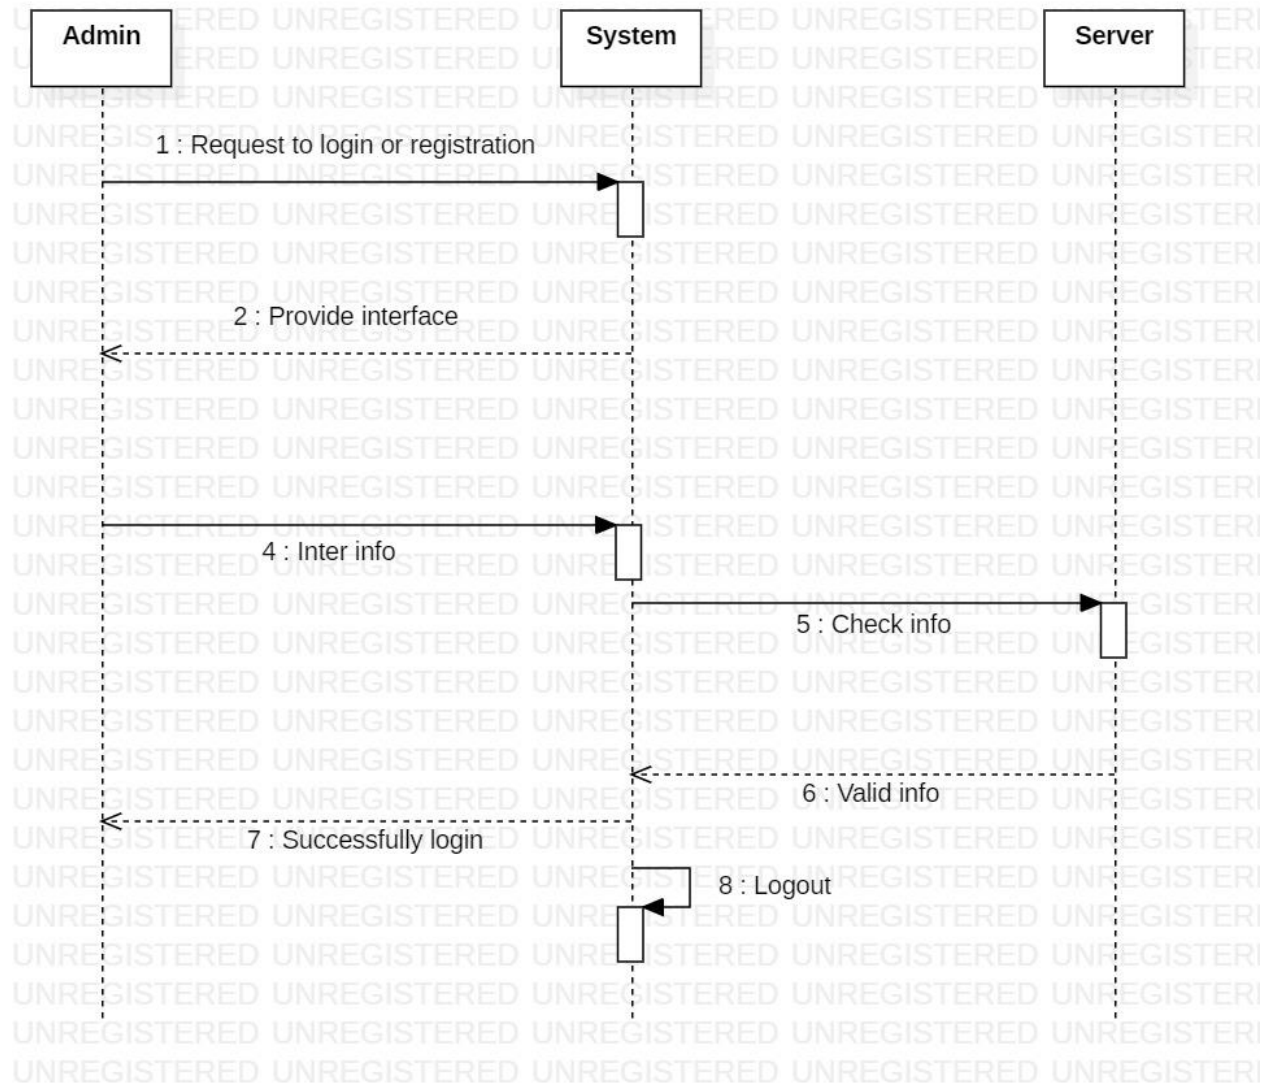 Admin
System
Server
1 : Request to login or registration
2 : Provide interface
4 : Inter info
5 : Check info
6 : Valid info
7 : Successfully login
8 : Logout
UNREGISTERED